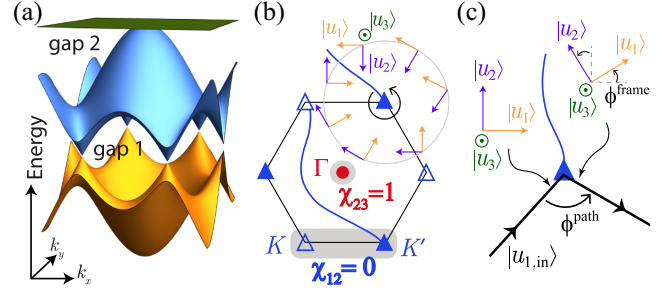 (a)
gap 2
gap 1
Energy
k_y
k_x
(b)
|u_1⟩
|u_3⟩
|u_2⟩
Γ
χ_23=1
K
K′
χ_12= 0
(c)
|u_2⟩
|u_1⟩
|u_3⟩
|u_2⟩
|u_1⟩
ϕ^frame
|u_3⟩
ϕ^path
|u_1,in⟩